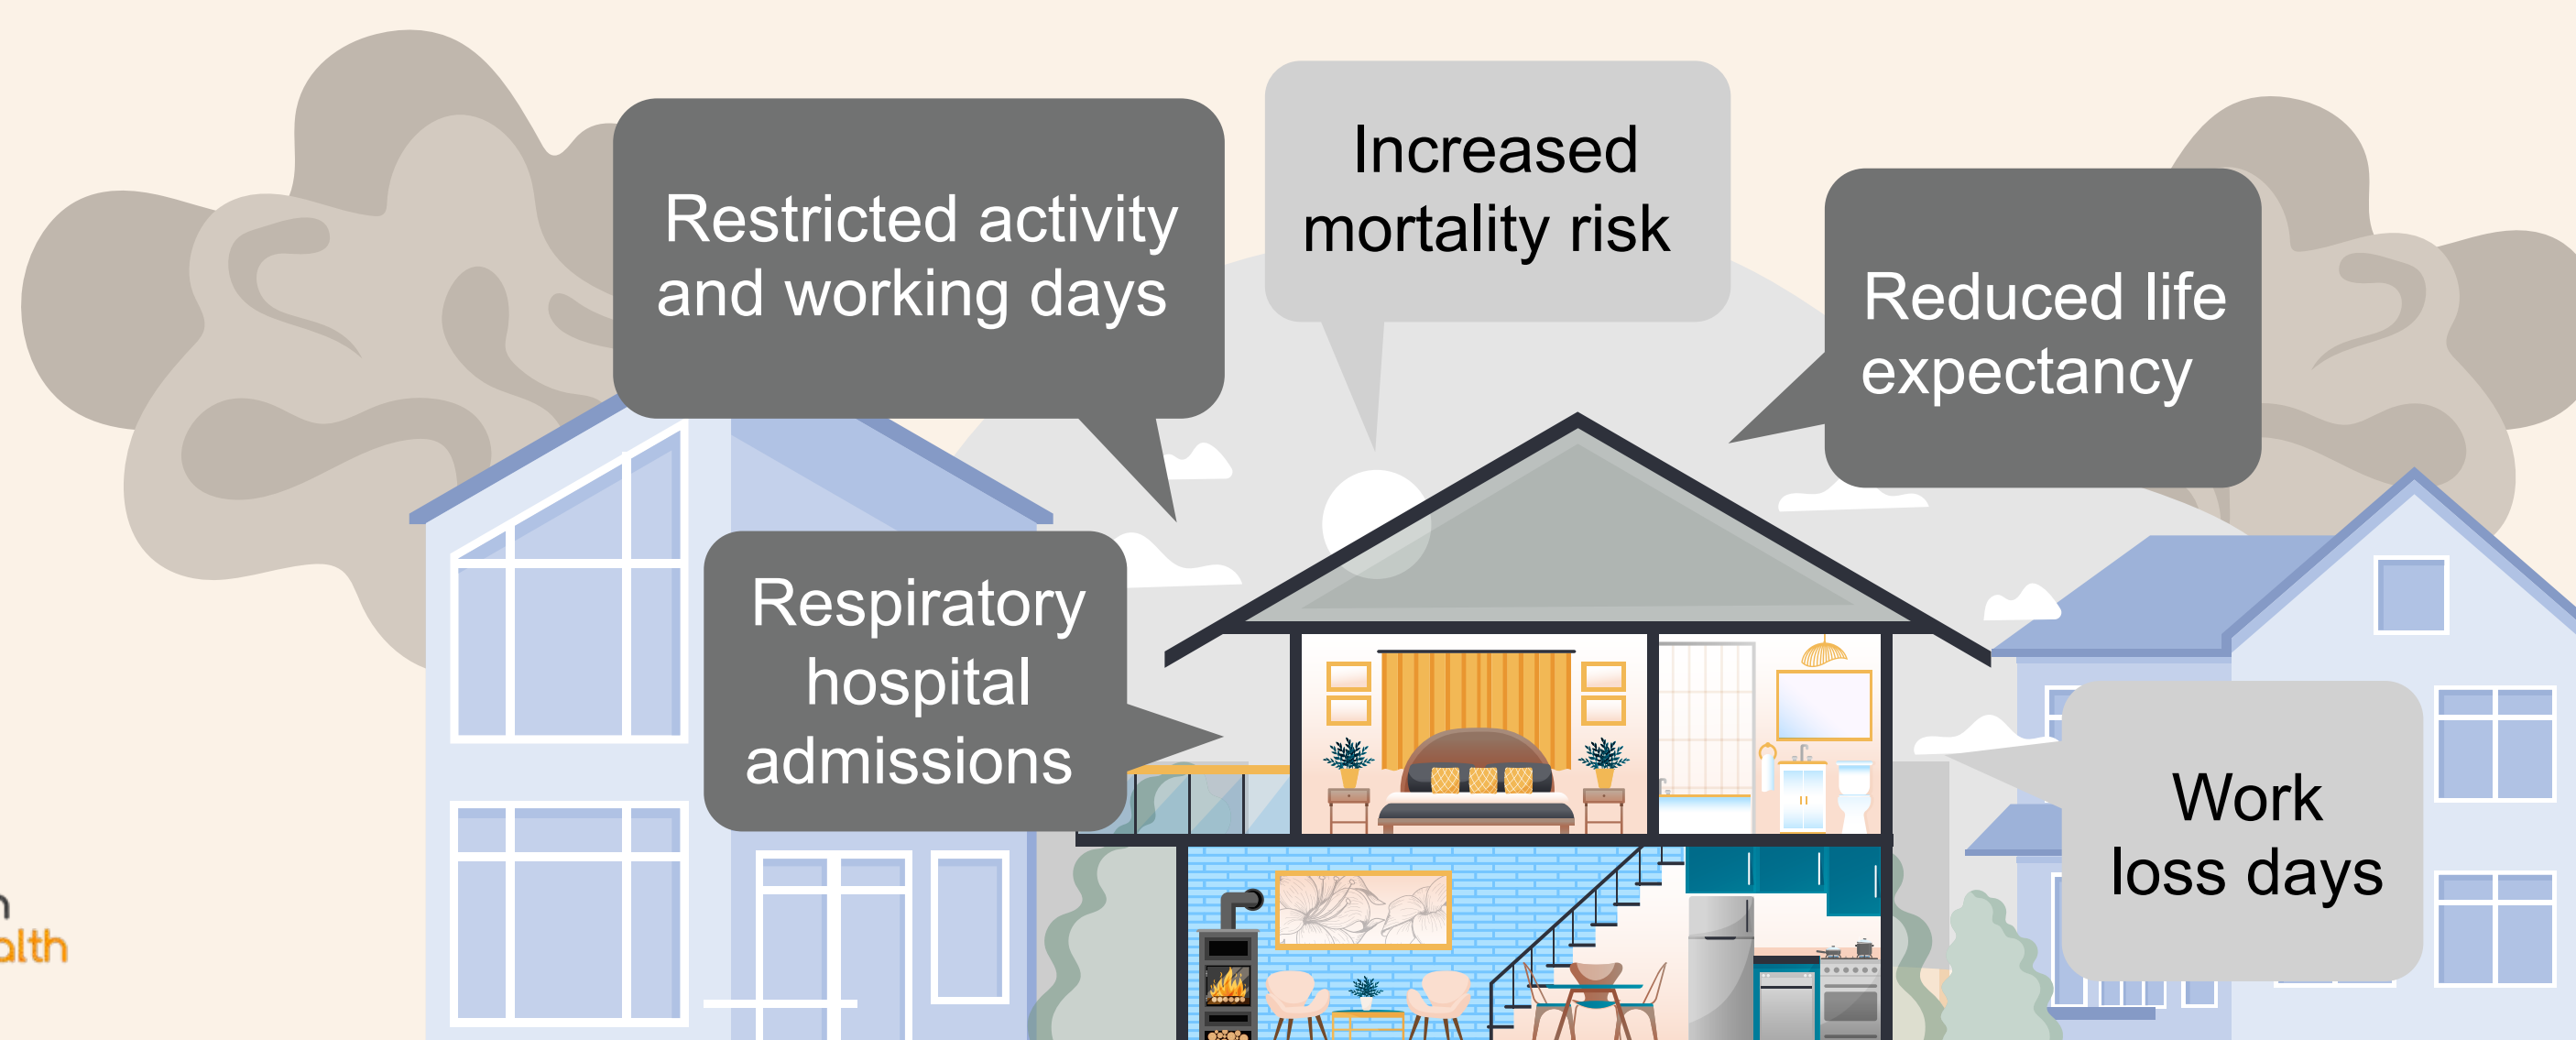 Restricted activity
and working days
Increased
mortality risk
Reduced life
expectancy
Respiratory
hospital
admissions
Work
loss days